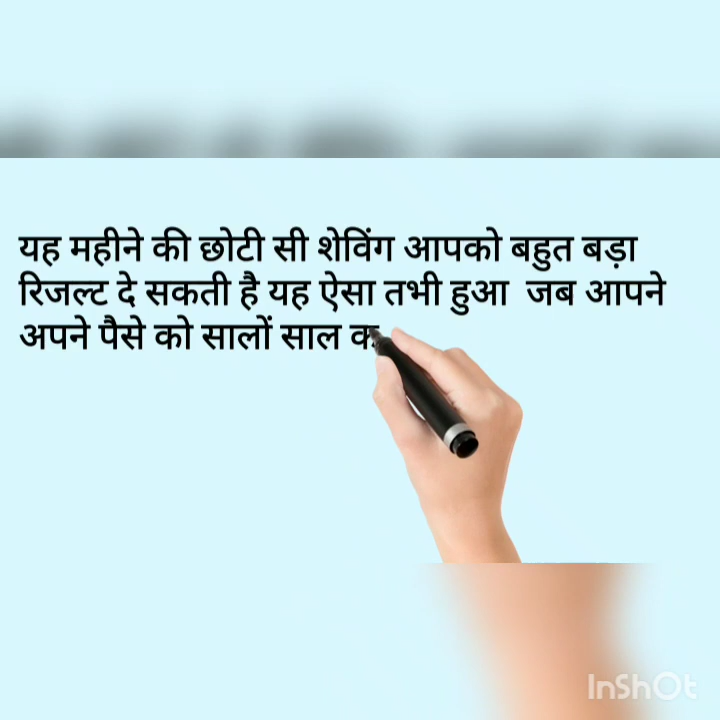 यह महीने की छोटी सी शेविंग आपको बहुत बड़ा
रिजल्ट दे सकती है यह ऐसा तभी हुआ जब आपने
अपने पैसे को सालों साल
InShOt